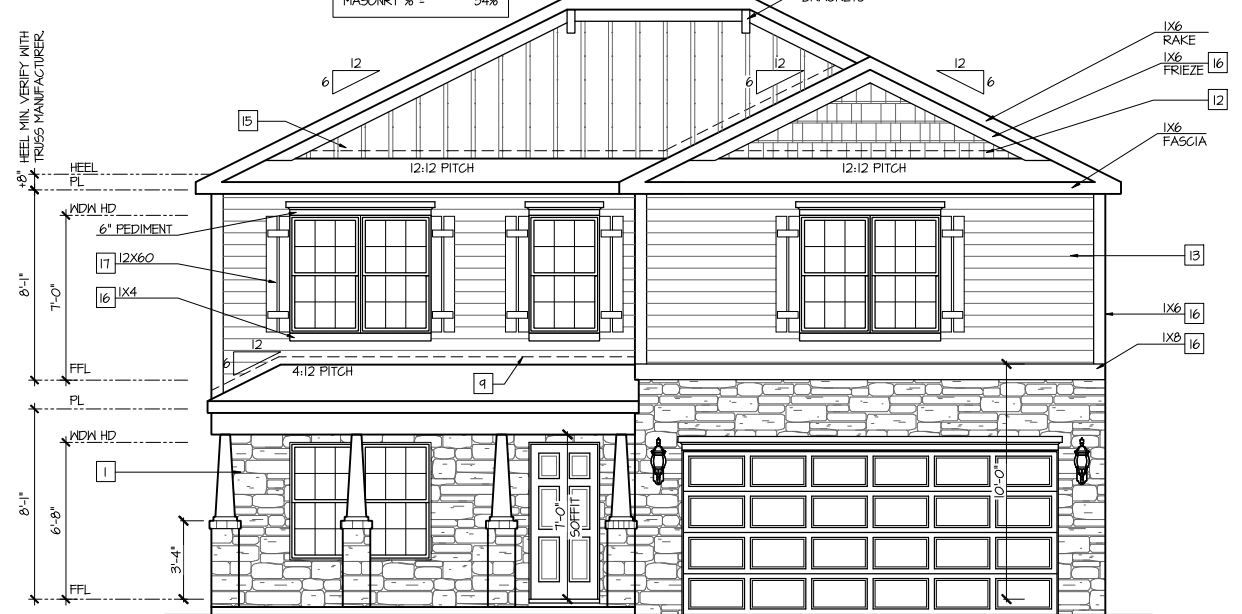 MASONRY % = 54%
BRACKETS
HEEL MIN. VERIFY WITH
TRUSS MANUFACTURER.
+8"
12
6
12
6
12
6
1X6
RAKE
1X6
FRIEZE 16
12
1X6
FASCIA
15
HEEL
PL
12:12 PITCH
12:12 PITCH
WDW HD
6" PEDIMENT
17 12X60
16 1X4
8'-1"
7'-0"
13
1X6 16
1X8 16
12
6
4:12 PITCH
9
FFL
PL
WDW HD
1
8'-1"
6'-8"
3'-4"
7'-0"
SOFFIT
10'-0"
FFL